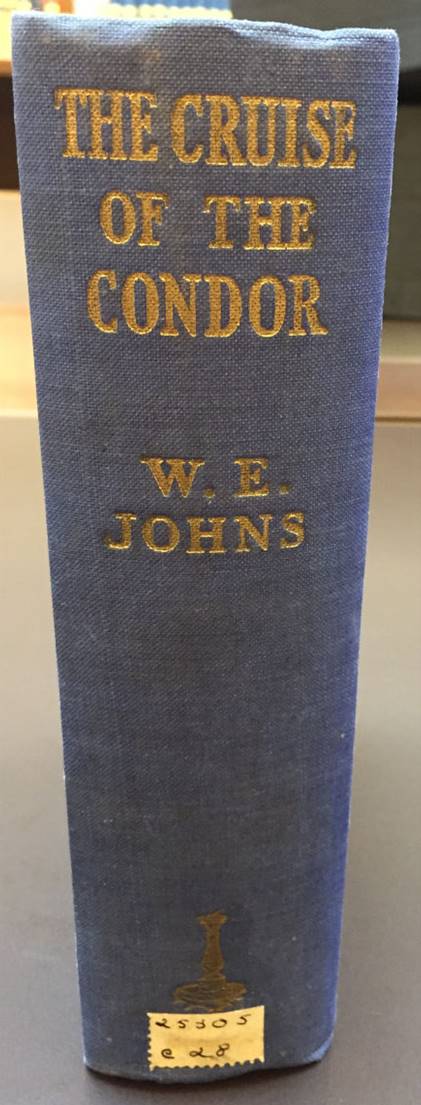 THE CRUISE
OF THE
CONDOR
W. E.
JOHNS
25305
e 28